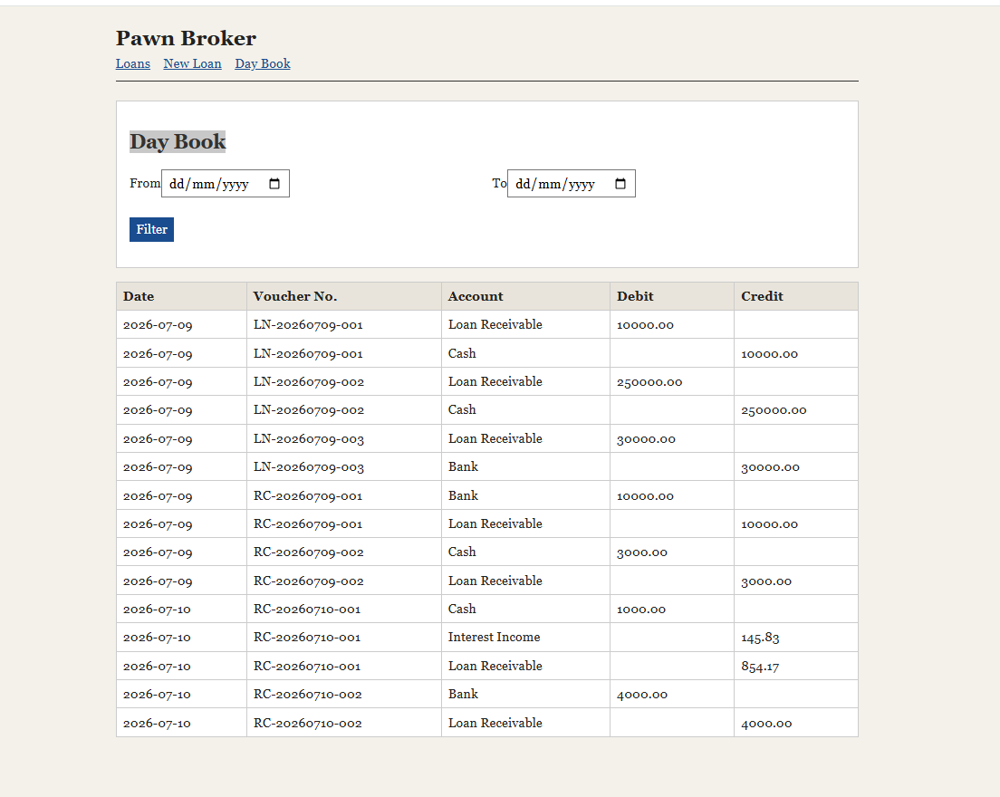 Pawn Broker
Loans New Loan Day Book
Day Book
From dd/mm/yyyy To dd/mm/yyyy
Filter
Date Voucher No. Account Debit Credit
2026-07-09 LN-20260709-001 Loan Receivable 10000.00
2026-07-09 LN-20260709-001 Cash 10000.00
2026-07-09 LN-20260709-002 Loan Receivable 250000.00
2026-07-09 LN-20260709-002 Cash 250000.00
2026-07-09 LN-20260709-003 Loan Receivable 30000.00
2026-07-09 LN-20260709-003 Bank 30000.00
2026-07-09 RC-20260709-001 Bank 10000.00
2026-07-09 RC-20260709-001 Loan Receivable 10000.00
2026-07-09 RC-20260709-002 Cash 3000.00
2026-07-09 RC-20260709-002 Loan Receivable 3000.00
2026-07-10 RC-20260710-001 Cash 1000.00
2026-07-10 RC-20260710-001 Interest Income 145.83
2026-07-10 RC-20260710-001 Loan Receivable 854.17
2026-07-10 RC-20260710-002 Bank 4000.00
2026-07-10 RC-20260710-002 Loan Receivable 4000.00